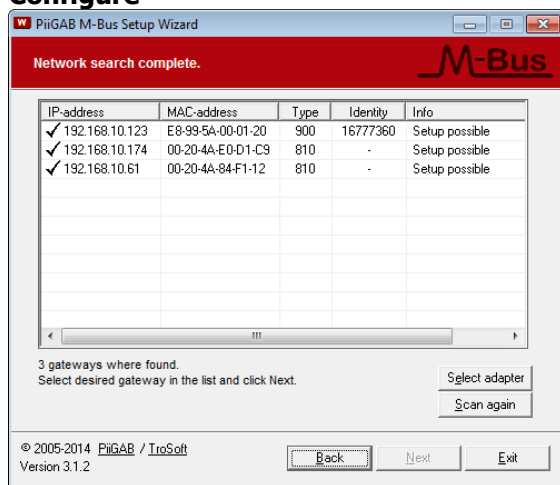 Configure
PiiGAB M-Bus Setup Wizard
Network search complete.
M-Bus
IP-address MAC-address Type Identity Info
192.168.10.123 E8-99-5A-00-01-20 900 16777360 Setup possible
192.168.10.174 00-20-4A-E0-D1-C9 810 - Setup possible
192.168.10.61 00-20-4A-84-F1-12 810 - Setup possible
3 gateways where found.
Select desired gateway in the list and click Next.
Select adapter
Scan again
© 2005-2014 PiiGAB / TroSoft
Version 3.1.2
Back Next Exit